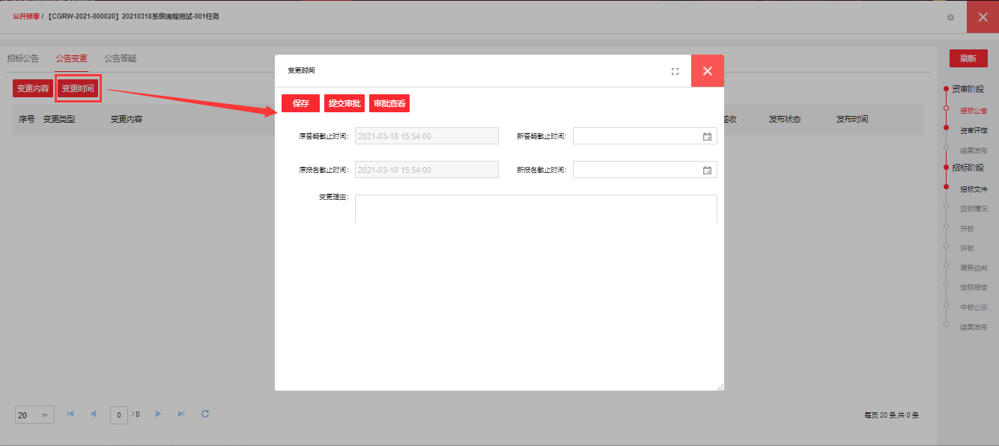 公开预审 / 【CGRW-2021-000020】20210318系统流程测试-001任务
招标公告 公告变更 公告答疑
变更内容 变更时间
序号 变更类型 变更内容 发布状态 发布时间
变更时间
保存 提交审批 审批查看
原答疑截止时间: 2021-03-18 15:54:00 新答疑截止时间:
原报名截止时间: 2021-03-18 15:54:00 新报名截止时间:
变更理由:
20 0 / 0 每页 20 条,共 0 条
刷新
资审阶段
招标公告
资审评定
结果发布
招标阶段
招标文件
回标情况
开标
评标
商务谈判
定标报告
中标公示
结果发布